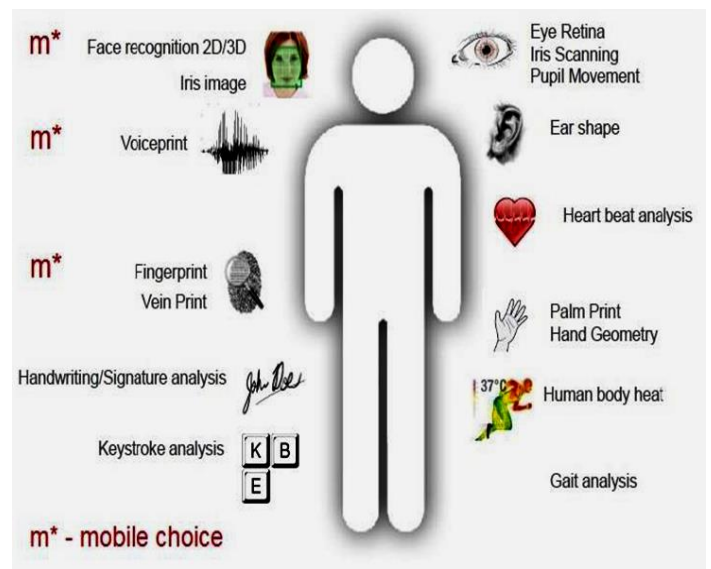 m*
Face recognition 2D/3D
Iris image
m*
Voiceprint
m*
Fingerprint
Vein Print
Handwriting/Signature analysis
John Doe
Keystroke analysis
K B
E
m* - mobile choice
Eye Retina
Iris Scanning
Pupil Movement
Ear shape
Heart beat analysis
Palm Print
Hand Geometry
37°C
Human body heat
Gait analysis